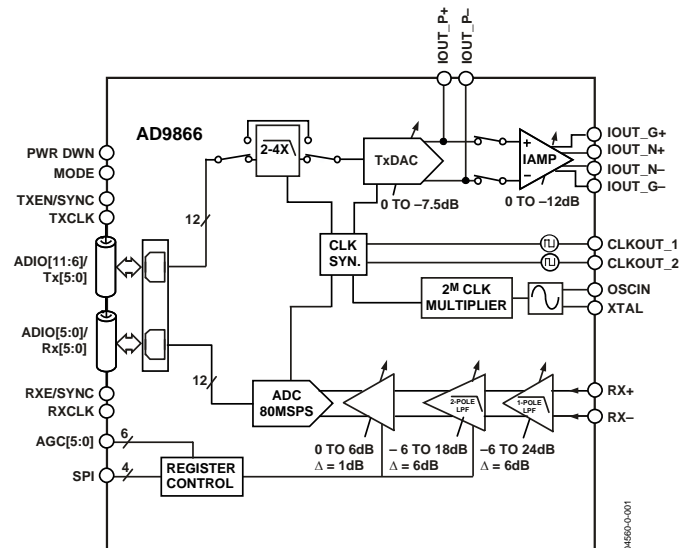 IOUT_P+
IOUT_P–
AD9866
2-4X
TxDAC
0 TO –7.5dB
+
IAMP
–
0 TO –12dB
IOUT_G+
IOUT_N+
IOUT_N–
IOUT_G–
PWR DWN
MODE
TXEN/SYNC
TXCLK
12
ADIO[11:6]/
Tx[5:0]
CLK
SYN.
CLKOUT_1
CLKOUT_2
2M CLK
MULTIPLIER
OSCIN
XTAL
ADIO[5:0]/
Rx[5:0]
12
RXE/SYNC
RXCLK
ADC
80MSPS
2-POLE
LPF
1-POLE
LPF
RX+
RX–
0 TO 6dB
Δ = 1dB
– 6 TO 18dB
Δ = 6dB
–6 TO 24dB
Δ = 6dB
AGC[5:0]
6
SPI
4
REGISTER
CONTROL
04560-0-001